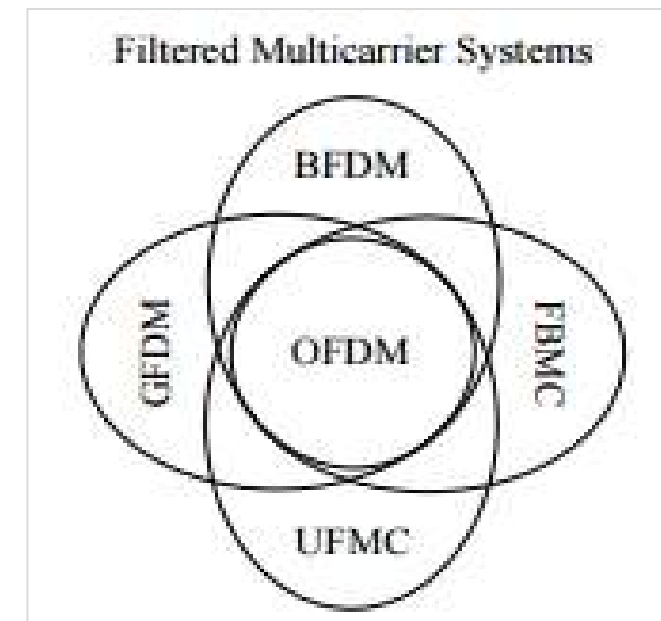 Filtered Multicarrier Systems
BFDM
GFDM
OFDM
FBMC
UFMC